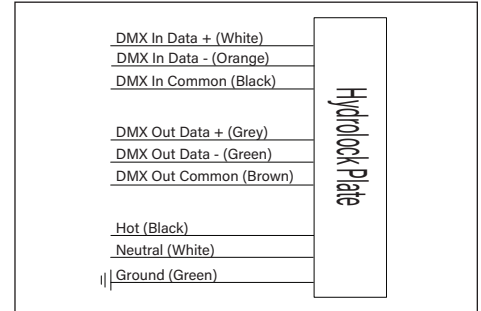 DMX In Data + (White)
DMX In Data - (Orange)
DMX In Common (Black)
DMX Out Data + (Grey)
DMX Out Data - (Green)
DMX Out Common (Brown)
Hot (Black)
Neutral (White)
Ground (Green)
Hydrolock Plate